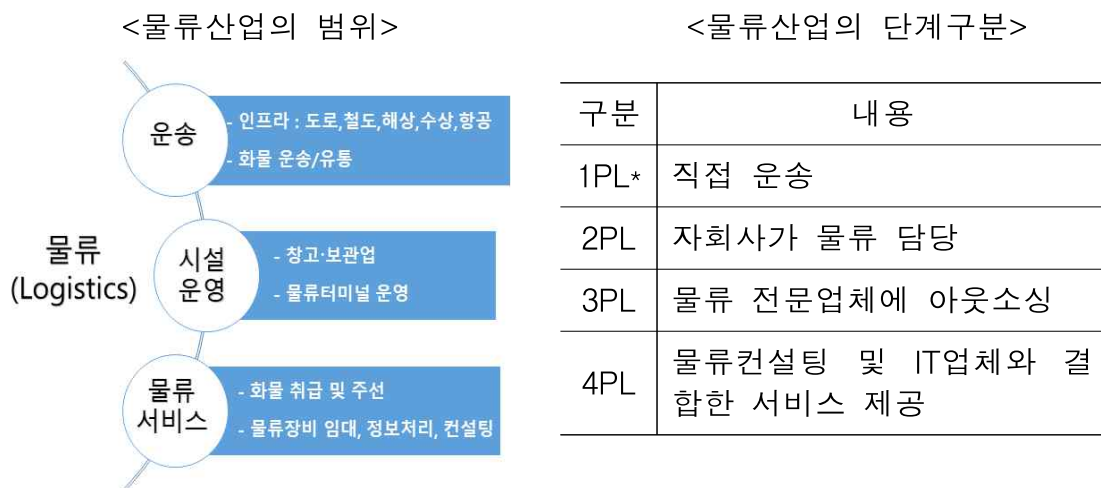 <물류산업의 범위>
운송
- 인프라 : 도로,철도,해상,수상,항공
- 화물 운송/유통
물류
(Logistics)
시설
운영
- 창고·보관업
- 물류터미널 운영
물류
서비스
- 화물 취급 및 주선
- 물류장비 임대, 정보처리, 컨설팅
<물류산업의 단계구분>
구분 내용
1PL* 직접 운송
2PL 자회사가 물류 담당
3PL 물류 전문업체에 아웃소싱
4PL 물류컨설팅 및 IT업체와 결
합한 서비스 제공